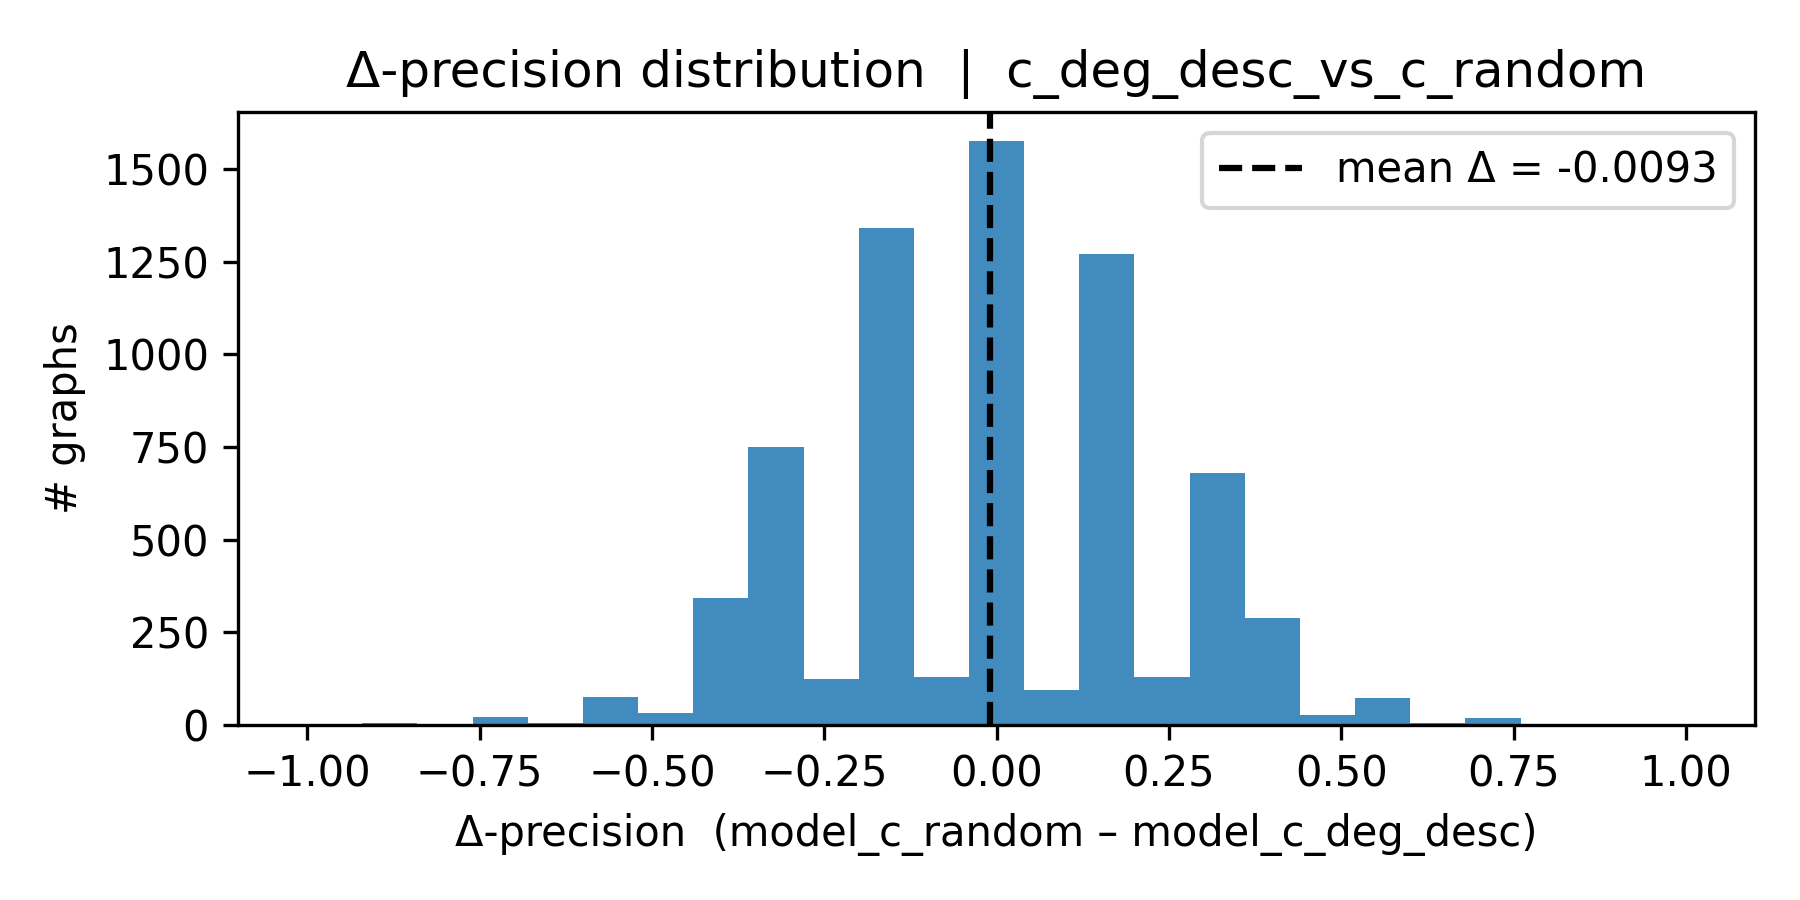 Δ-precision distribution | c_deg_desc_vs_c_random
mean Δ = -0.0093
# graphs
1500
1250
1000
750
500
250
0
−1.00 −0.75 −0.50 −0.25 0.00 0.25 0.50 0.75 1.00
Δ-precision (model_c_random – model_c_deg_desc)